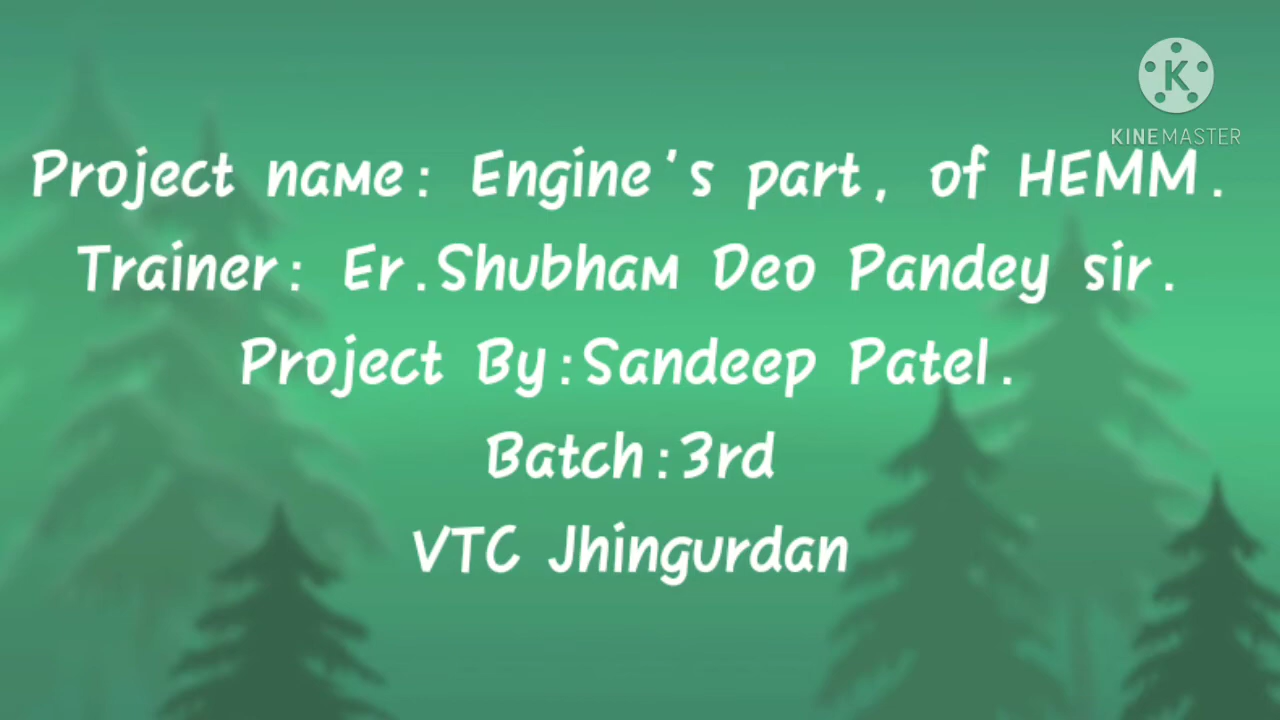 K
KINEMASTER
Project name: Engine's part, of HEMM.
Trainer: Er.Shubham Deo Pandey sir.
Project By:Sandeep Patel.
Batch:3rd
VTC Jhingurdan